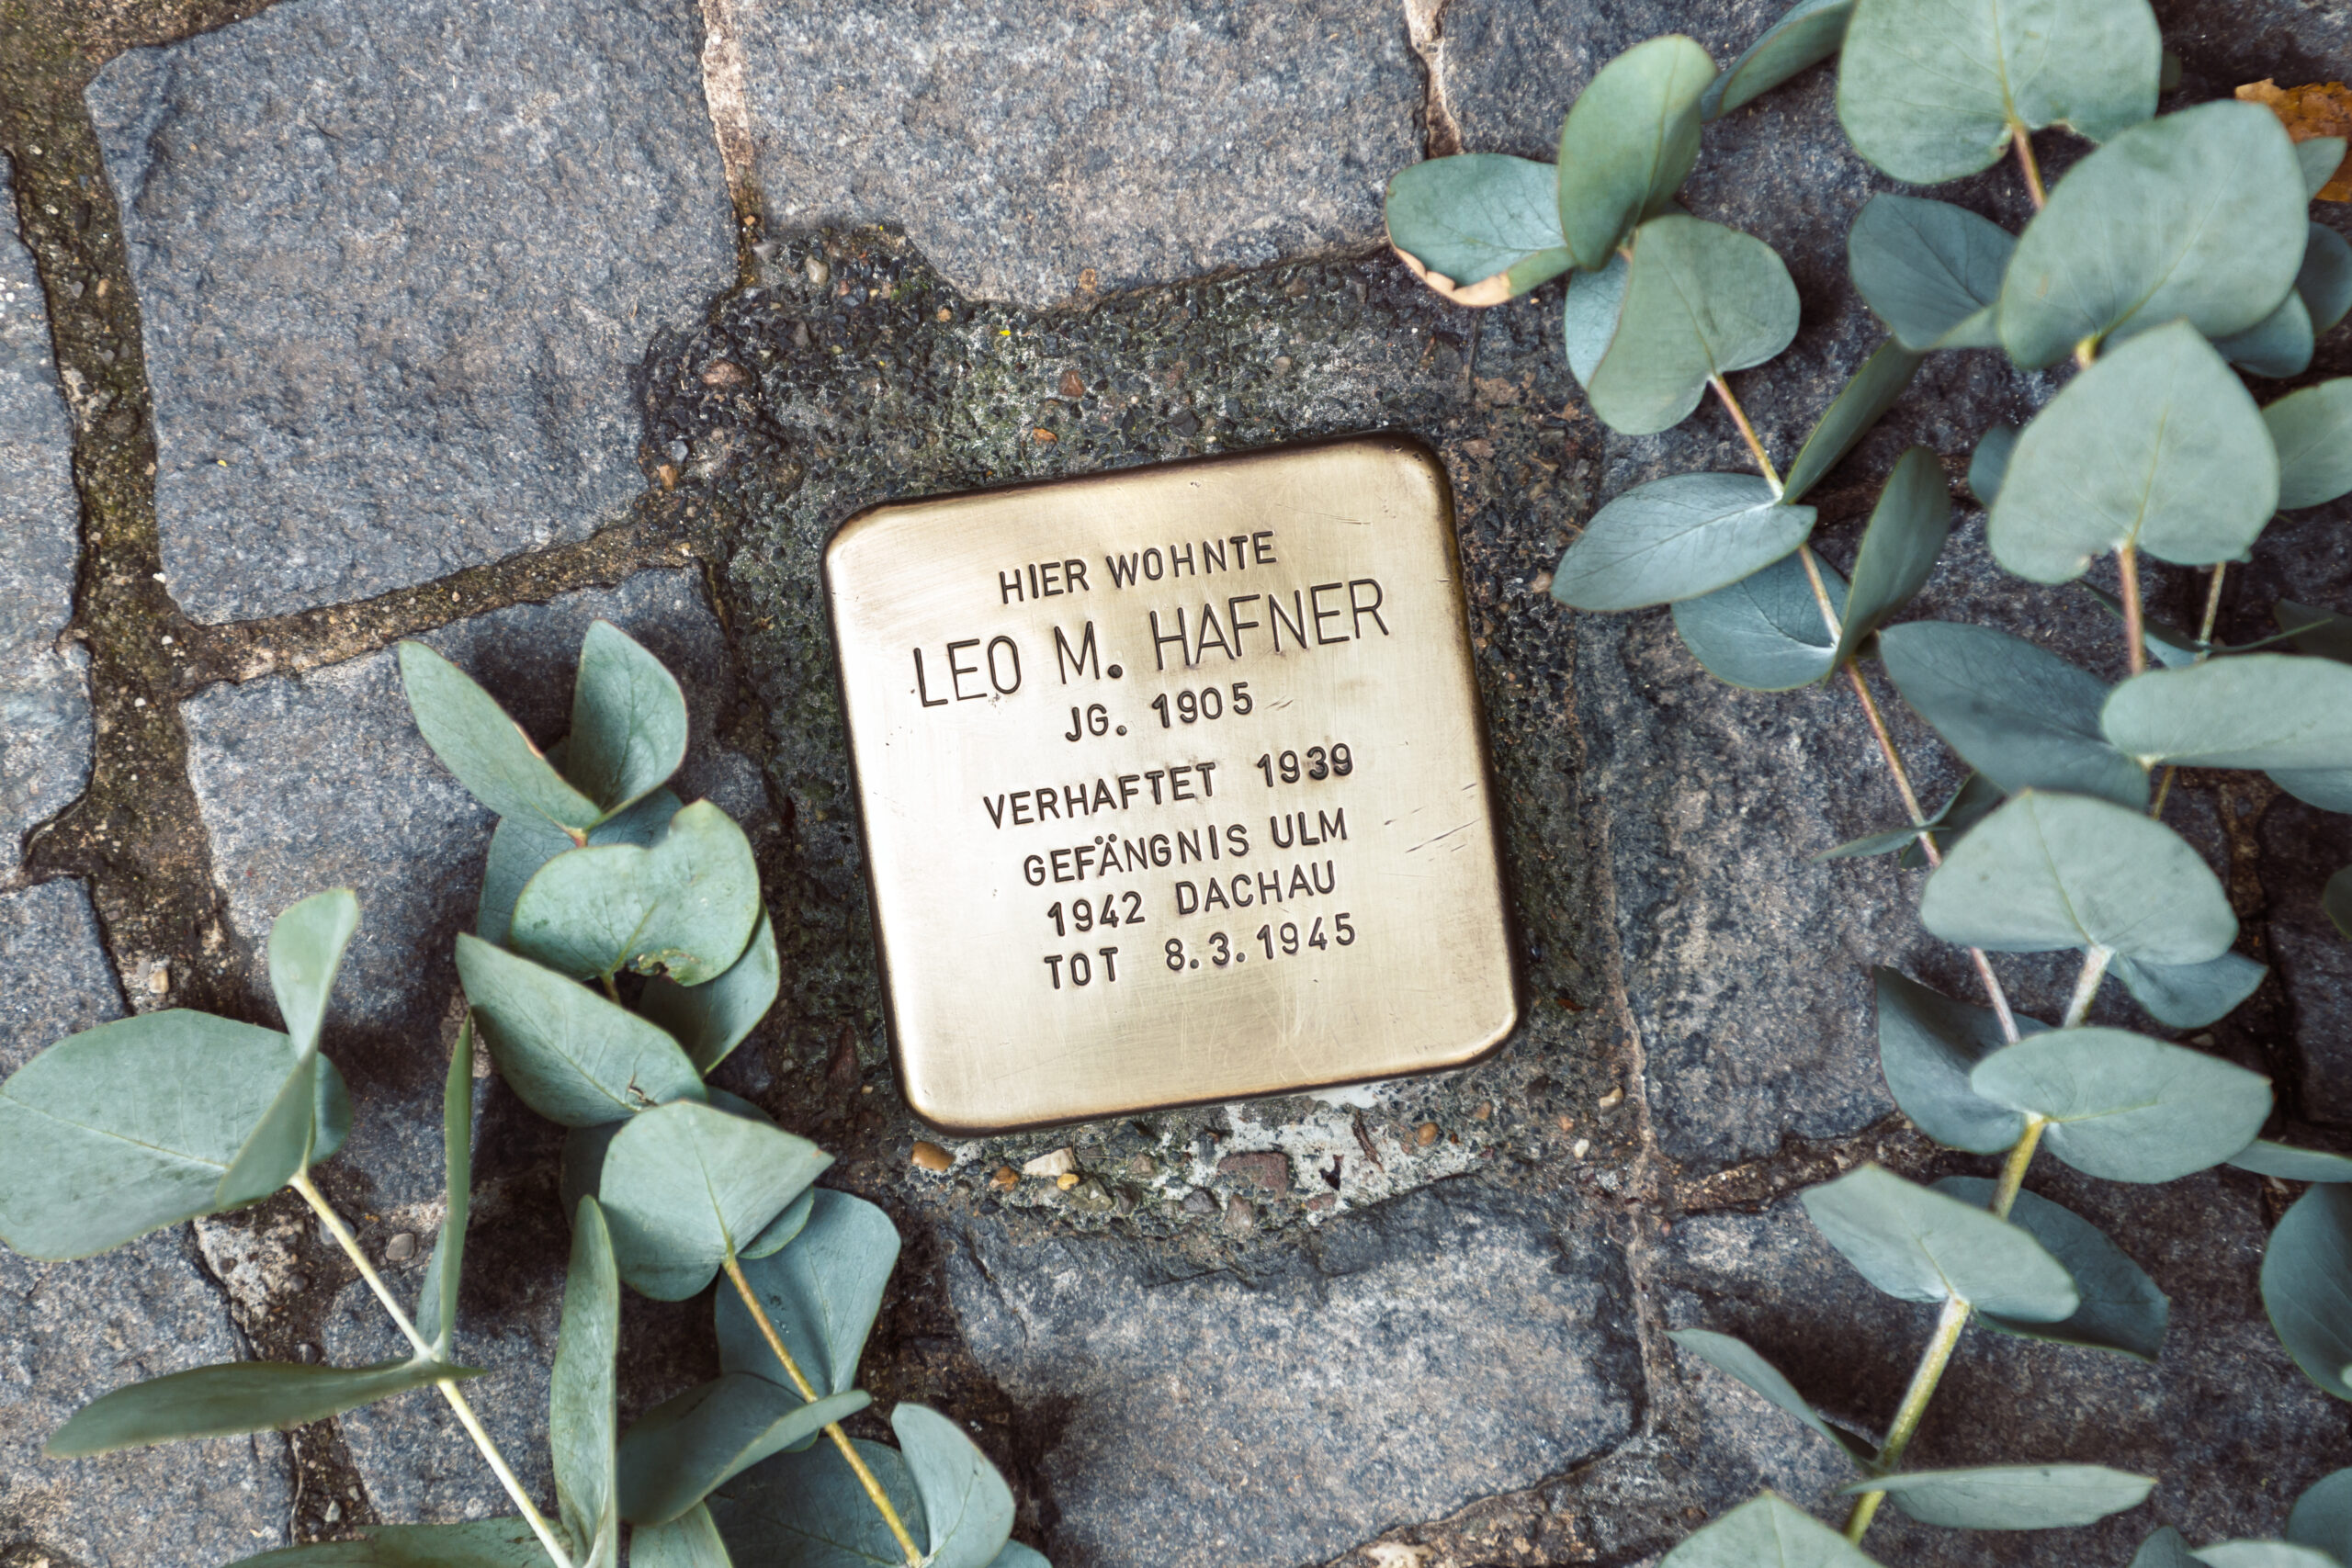 HIER WOHNTE
LEO M. HAFNER
JG. 1905
VERHAFTET 1939
GEFÄNGNIS ULM
1942 DACHAU
TOT 8.3.1945